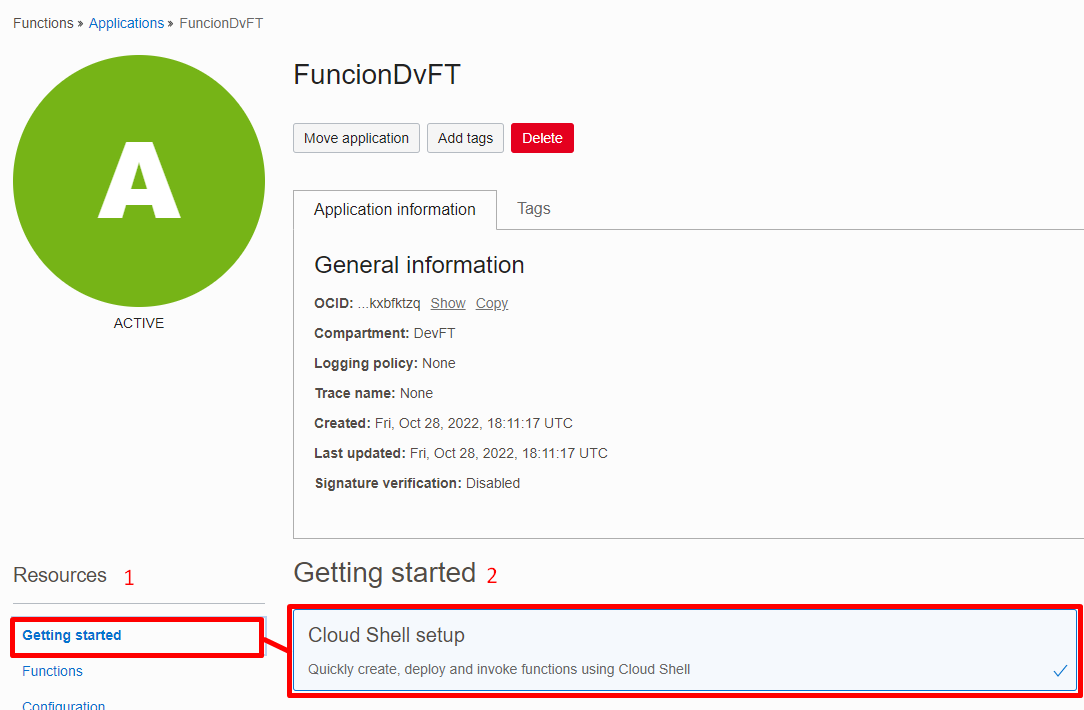 Functions » Applications » FuncionDvFT
A
ACTIVE
FuncionDvFT
Move application Add tags Delete
Application information Tags
General information
OCID: ...kxbfktzq Show Copy
Compartment: DevFT
Logging policy: None
Trace name: None
Created: Fri, Oct 28, 2022, 18:11:17 UTC
Last updated: Fri, Oct 28, 2022, 18:11:17 UTC
Signature verification: Disabled
Resources 1
Getting started
Functions
Configuration
Getting started 2
Cloud Shell setup
Quickly create, deploy and invoke functions using Cloud Shell